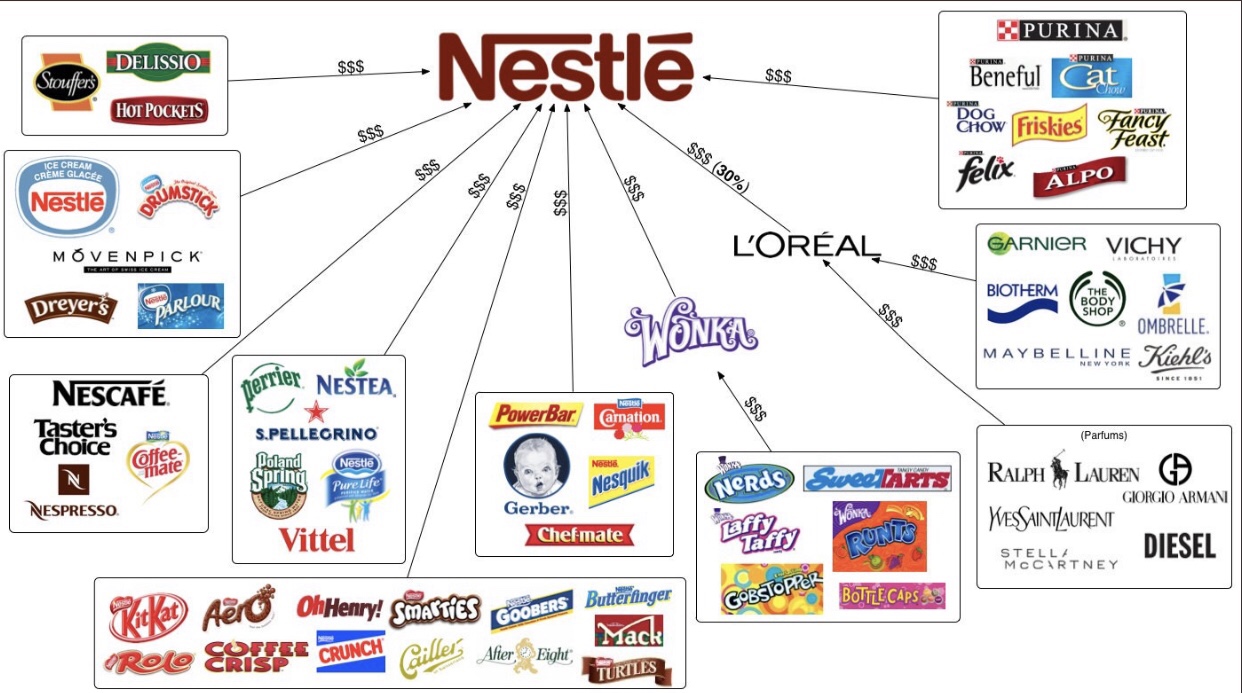 Nestlé
Stouffer's
DELISSIO
HOT POCKETS
$$$
PURINA
PURINA
Beneful
PURINA
Cat
Chow
PURINA
DOG
CHOW
Friskies
PURINA
Fancy
Feast
PURINA
felix
PURINA
ALPO
$$$
ICE CREAM
CRÈME GLACÉE
Nestlé
Nestlé
DRUMSTICK
MÖVENPICK
THE ART OF SWISS ICE CREAM
Dreyer's
Nestlé
PARLOUR
$$$
NESCAFÉ
Taster's
Choice
Nestlé
Coffee-
mate
N
NESPRESSO
$$$
perrier
NESTEA
S.PELLEGRINO
Poland
Spring
Nestlé
Pure Life
Vittel
$$$
KitKat
Aero
OhHenry!
SMARTIES
GOOBERS
Butterfinger
ROLO
COFFEE
CRISP
CRUNCH
Cailler
After Eight
Mack
TURTLES
$$$
PowerBar
Nestlé
Carnation
Gerber
Nestlé
Nesquik
Chef-mate
$$$
WONKA
$$$
WONKA
Nerds
TANGY CANDY
SweeTARTS
WONKA
Laffy
Taffy
WONKA
RUNTS
GOBSTOPPER
BOTTLE CAPS
$$$
L'ORÉAL
$$$ (30%)
GARNIER
VICHY
LABORATOIRES
BIOTHERM
THE
BODY
SHOP
OMBRELLE
MAYBELLINE
NEW YORK
Kiehl's
SINCE 1851
$$$
(Parfums)
RALPH LAUREN
GIORGIO ARMANI
YVESSAINTLAURENT
STELLA
McCARTNEY
DIESEL
$$$